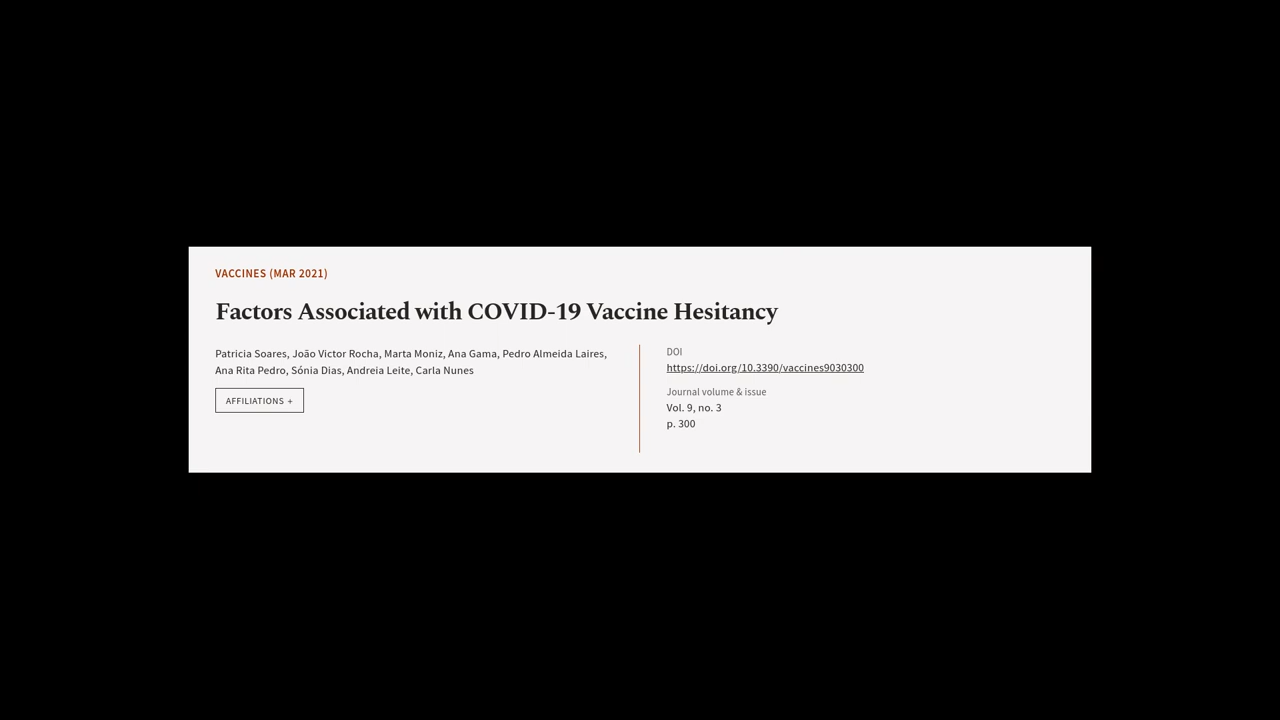 VACCINES (MAR 2021)
Factors Associated with COVID-19 Vaccine Hesitancy
Patricia Soares, João Victor Rocha, Marta Moniz, Ana Gama, Pedro Almeida Laires,
Ana Rita Pedro, Sónia Dias, Andreia Leite, Carla Nunes
AFFILIATIONS +
DOI
https://doi.org/10.3390/vaccines9030300
Journal volume & issue
Vol. 9, no. 3
p. 300